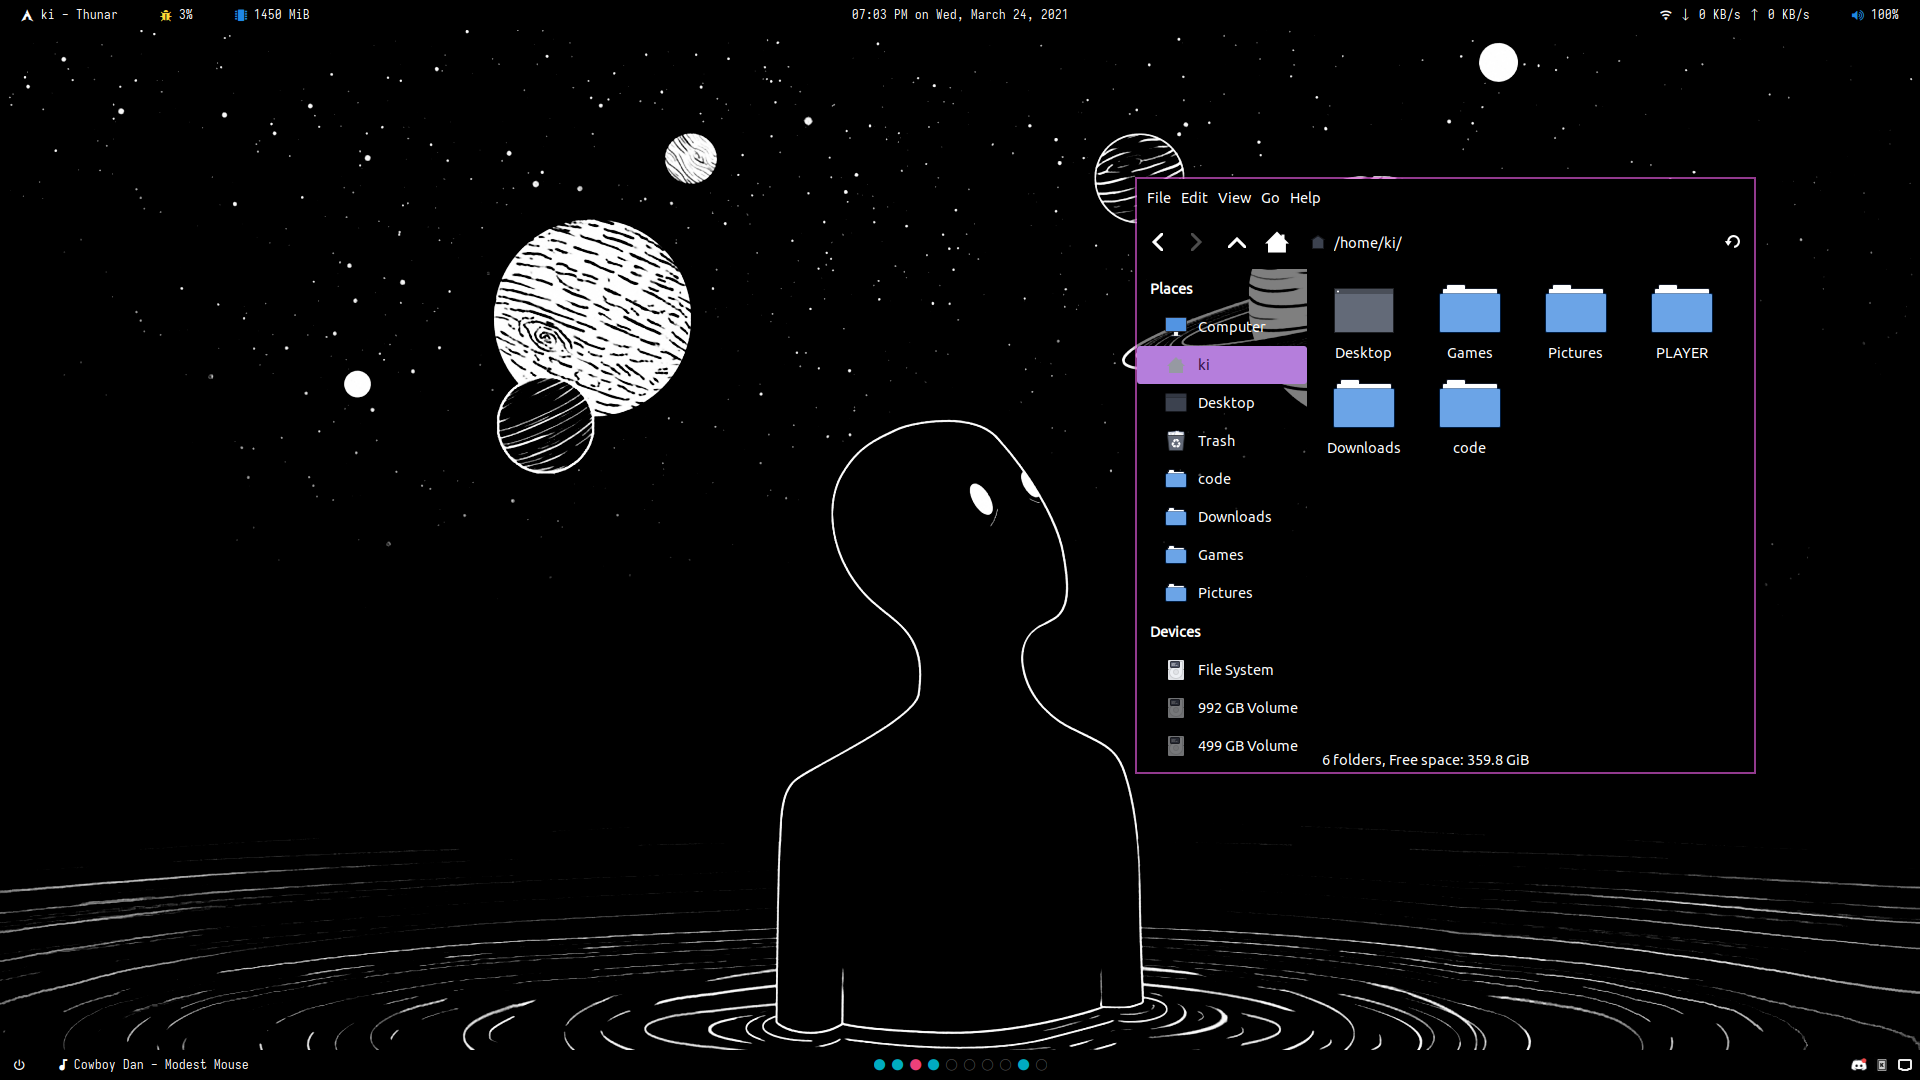 ki - Thunar 3% 1450 MiB 07:03 PM on Wed, March 24, 2021 ↓ 0 KB/s ↑ 0 KB/s 100%
File Edit View Go Help
/home/ki/
Places
Computer
ki
Desktop
Trash
code
Downloads
Games
Pictures
Devices
File System
992 GB Volume
499 GB Volume
Desktop Games Pictures PLAYER
Downloads code
6 folders, Free space: 359.8 GiB
Cowboy Dan - Modest Mouse